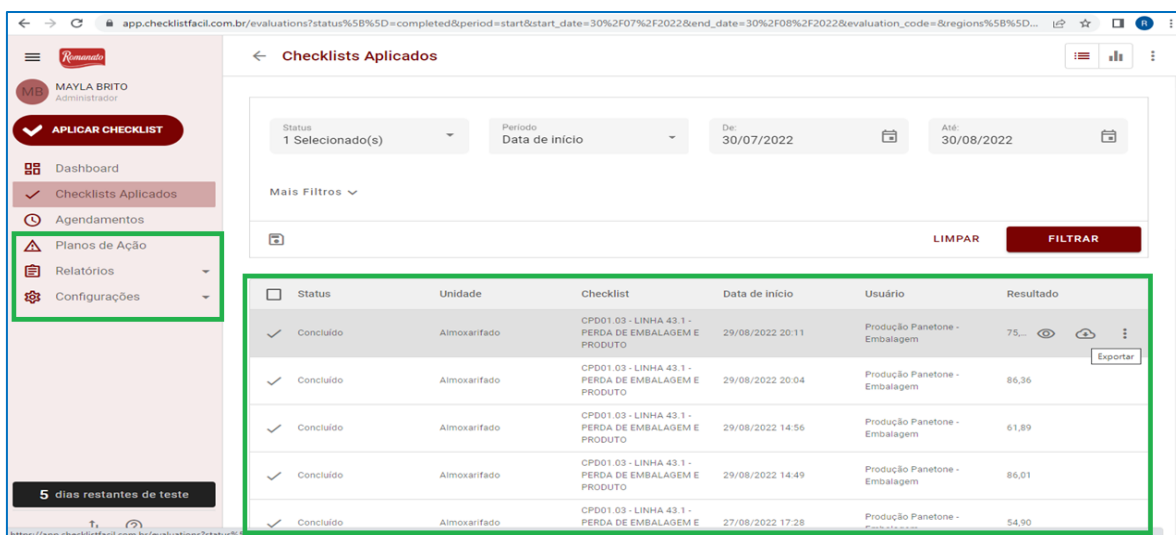 app.checklistfacil.com.br/evaluations?status%5B%5D=completed&period=start&start_date=30%2F07%2F2022&end_date=30%2F08%2F2022&evaluation_code=&regions%5B%5D...
R
Romanato
Checklists Aplicados
MB
MAYLA BRITO
Administrador
APLICAR CHECKLIST
Dashboard
Checklists Aplicados
Agendamentos
Planos de Ação
Relatórios
Configurações
5 dias restantes de teste
Status
1 Selecionado(s)
Período
Data de início
De:
30/07/2022
Até:
30/08/2022
Mais Filtros
LIMPAR
FILTRAR
Status Unidade Checklist Data de início Usuário Resultado
Concluído Almoxarifado CPD01.03 - LINHA 43.1 - PERDA DE EMBALAGEM E PRODUTO 29/08/2022 20:11 Produção Panetone - Embalagem 75,...
Exportar
Concluído Almoxarifado CPD01.03 - LINHA 43.1 - PERDA DE EMBALAGEM E PRODUTO 29/08/2022 20:04 Produção Panetone - Embalagem 86,36
Concluído Almoxarifado CPD01.03 - LINHA 43.1 - PERDA DE EMBALAGEM E PRODUTO 29/08/2022 14:56 Produção Panetone - Embalagem 61,89
Concluído Almoxarifado CPD01.03 - LINHA 43.1 - PERDA DE EMBALAGEM E PRODUTO 29/08/2022 14:49 Produção Panetone - Embalagem 86,01
Concluído Almoxarifado CPD01.03 - LINHA 43.1 - PERDA DE EMBALAGEM E 27/08/2022 17:28 Produção Panetone - 54,90